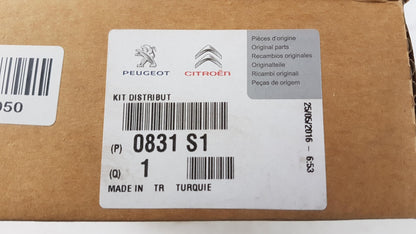 050
PEUGEOT
CITROËN
Pièces d'origine
Original parts
Recambios originales
Originalteile
Ricambi originali
Peças de origem
KIT DISTRIBUT
(P) 0831 S1
(Q) 1
MADE IN TR TURQUIE
25/05/2016 - 6:53